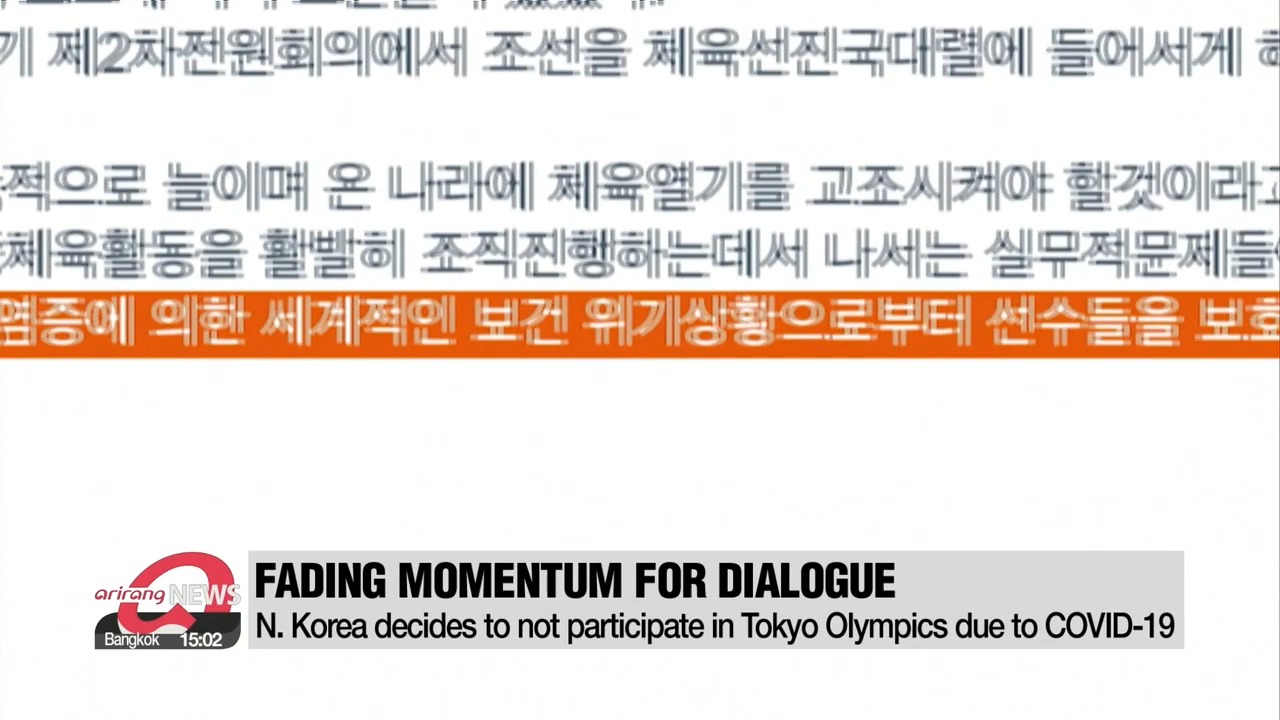 기 제2차전원회의에서 조선을 체육선진국대렬에 들어서게
적으로 늘이며 온 나라에 체육열기를 고조시켜야 할것이라고
체육활동을 활발히 조직진행하는데서 나서는 실무적문제들
염증에 의한 세계적인 보건 위기상황으로부터 선수들을 보호
arirang NEWS
Bangkok 15:02
FADING MOMENTUM FOR DIALOGUE
N. Korea decides to not participate in Tokyo Olympics due to COVID-19